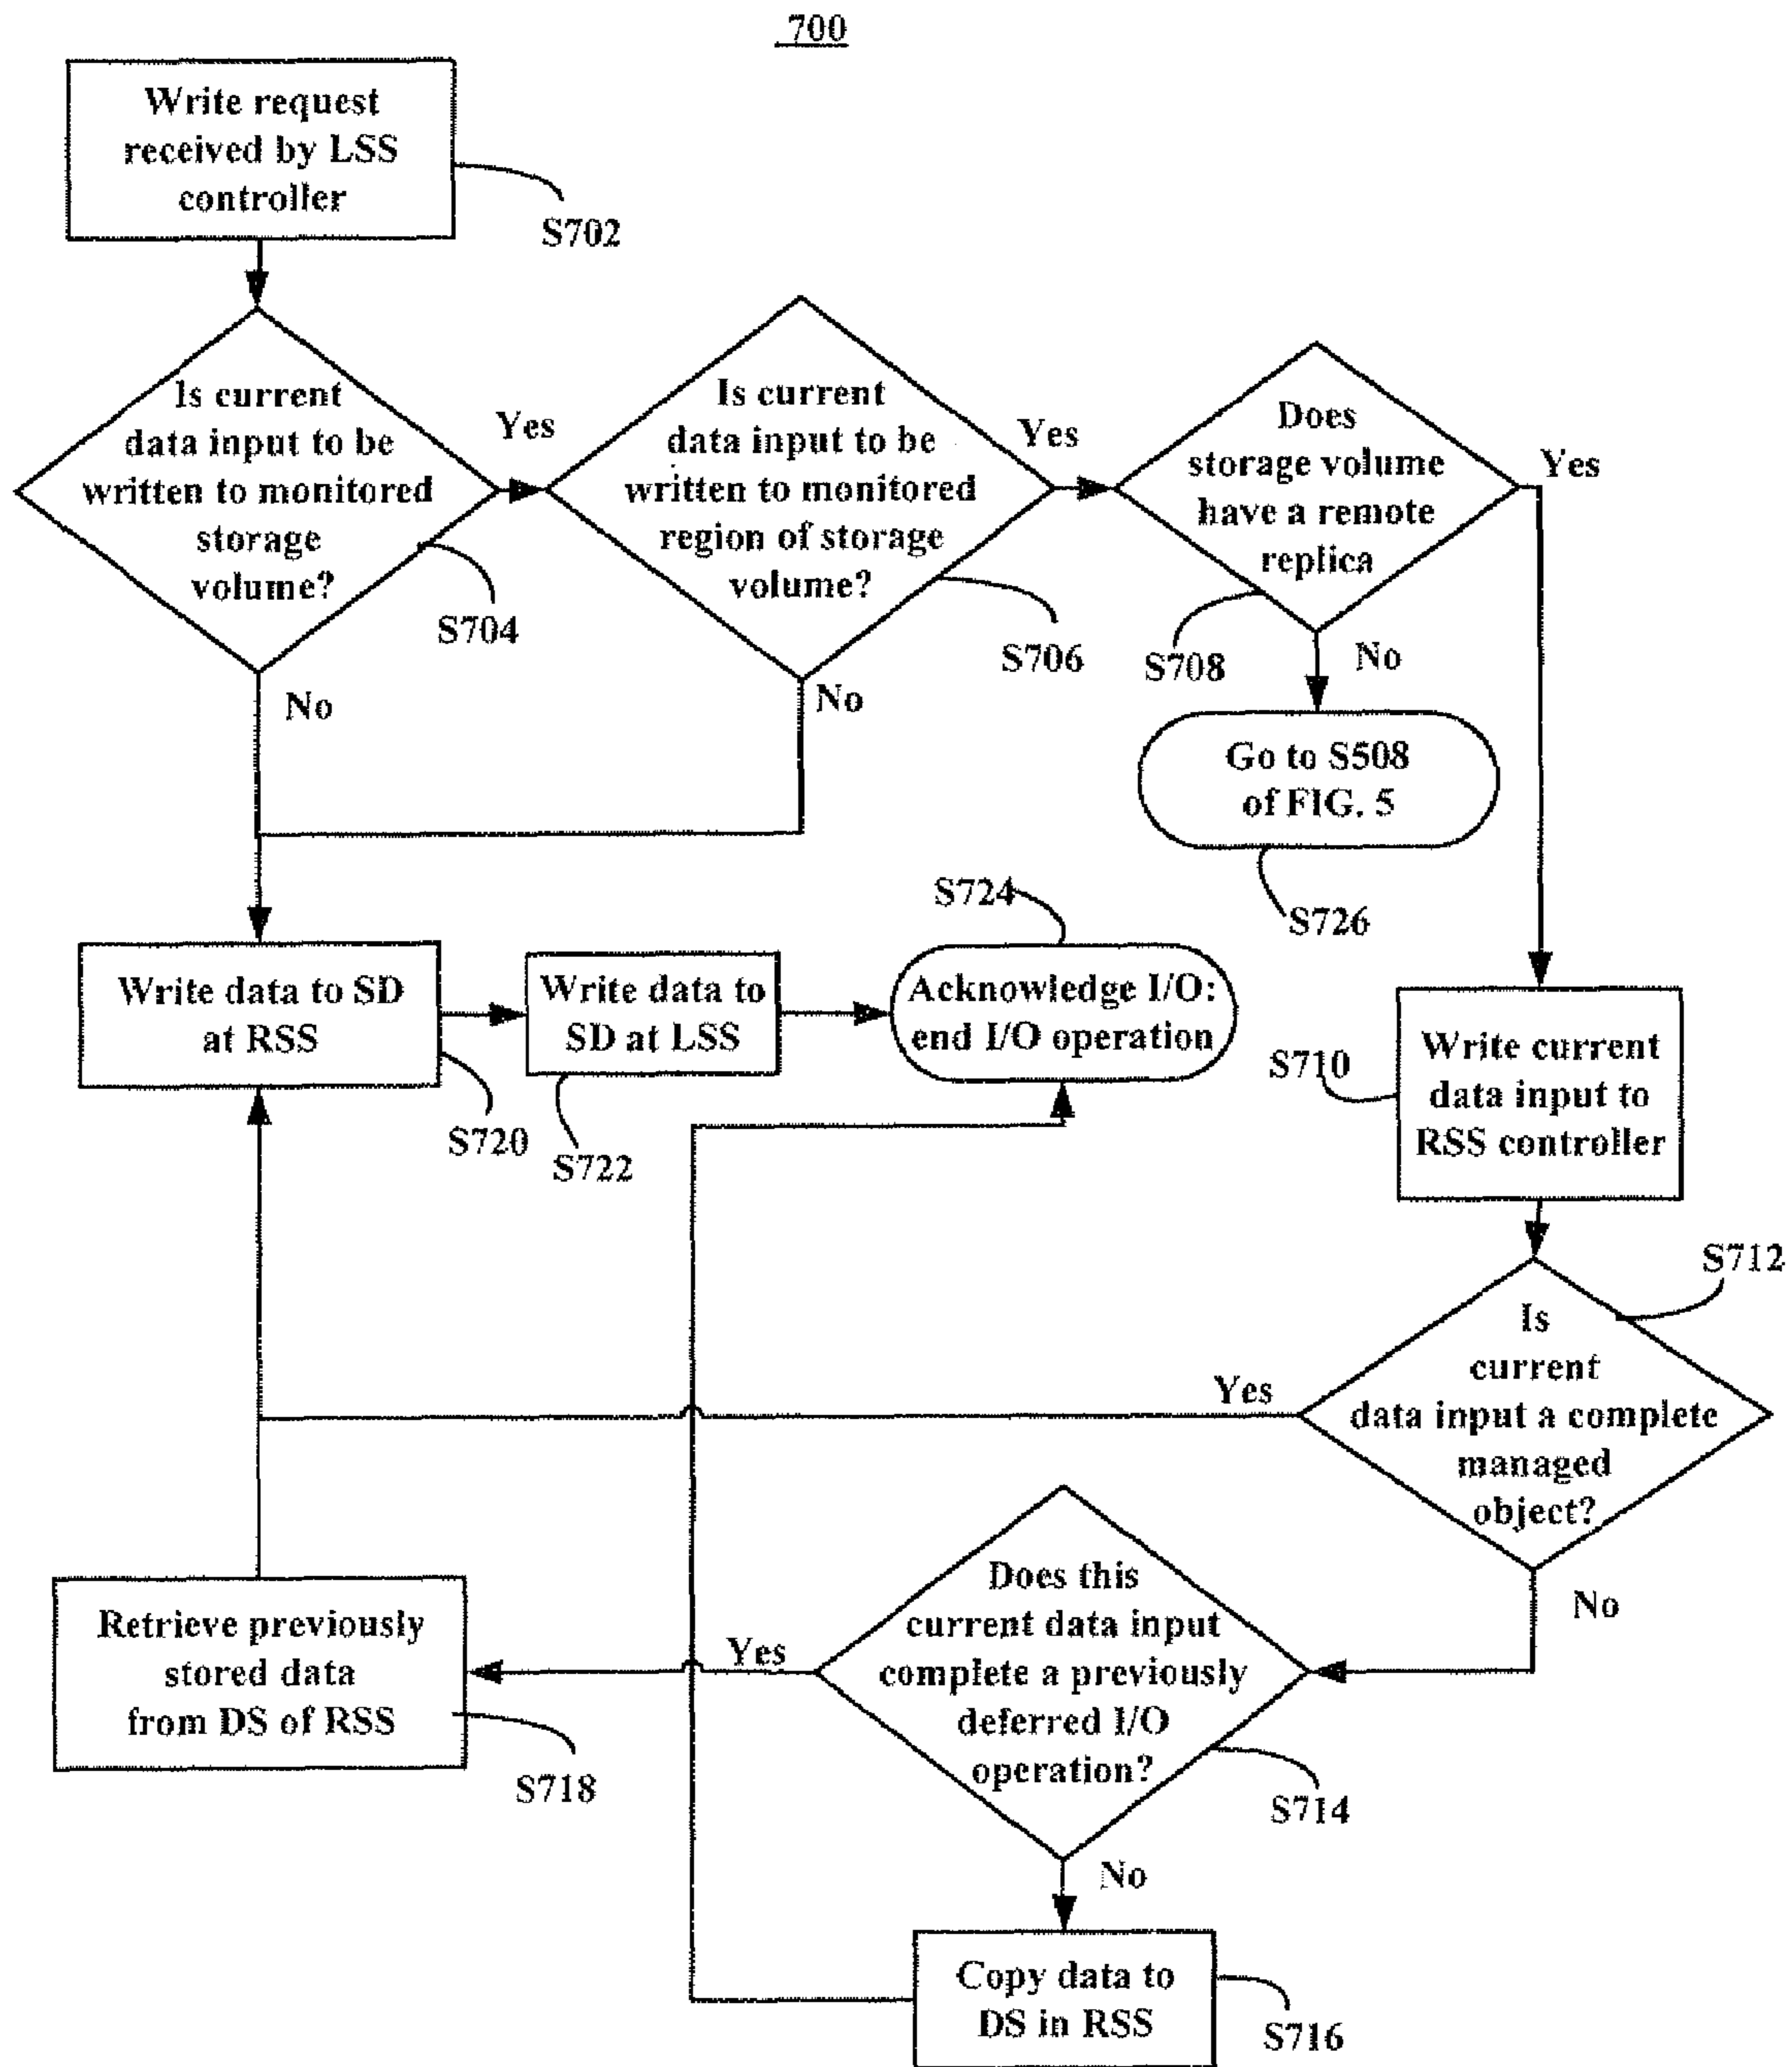 700
Write request
received by LSS
controller
S702
Is current
data input to be
written to monitored
storage
volume?
S704
Yes
No
Is current
data input to be
written to monitored
region of storage
volume?
S706
Yes
No
Does
storage volume
have a remote
replica
S708
Yes
No
Go to S508
of FIG. 5
S726
Write data to SD
at RSS
S720
Write data to
SD at LSS
S722
S724
Acknowledge I/O:
end I/O operation
S710
Write current
data input to
RSS controller
S712
Is
current
data input a complete
managed
object?
Yes
No
Does this
current data input
complete a previously
deferred I/O
operation?
S714
Yes
No
Retrieve previously
stored data
from DS of RSS
S718
Copy data to
DS in RSS
S716